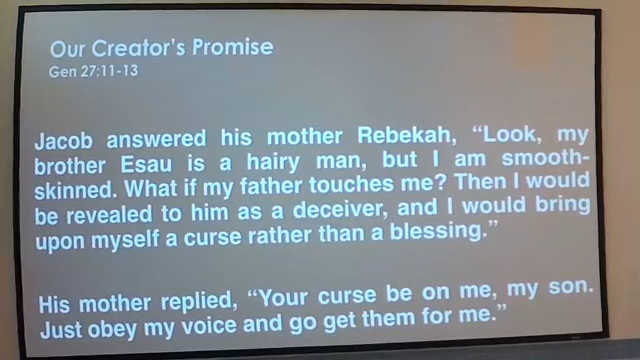 Our Creator's Promise
Gen 27:11-13
Jacob answered his mother Rebekah, “Look, my
brother Esau is a hairy man, but I am smooth-
skinned. What if my father touches me? Then I would
be revealed to him as a deceiver, and I would bring
upon myself a curse rather than a blessing.”
His mother replied, “Your curse be on me, my son.
Just obey my voice and go get them for me.”